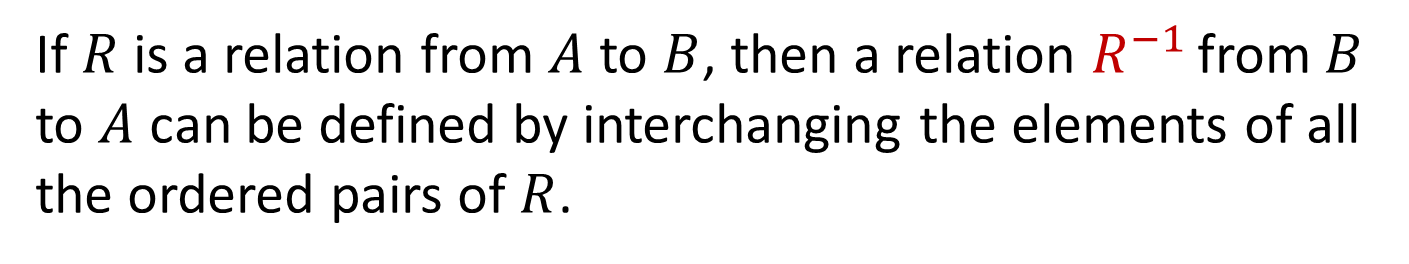 If R is a relation from A to B, then a relation R⁻¹ from B
to A can be defined by interchanging the elements of all
the ordered pairs of R.